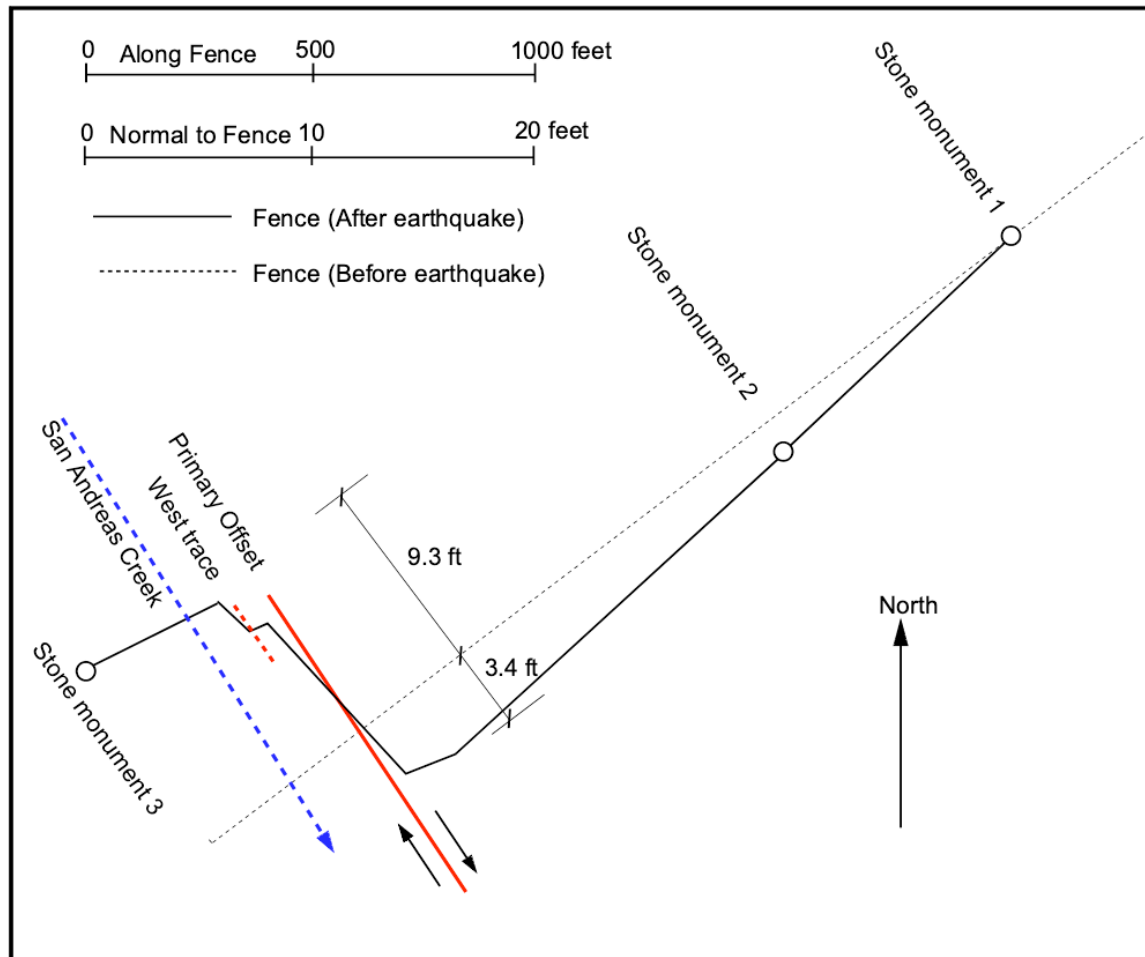 0 Along Fence 500 1000 feet
0 Normal to Fence 10 20 feet
Fence (After earthquake)
Fence (Before earthquake)
Stone monument 1
Stone monument 2
San Andreas Creek
West trace
Primary Offset
9.3 ft
3.4 ft
North
Stone monument 3